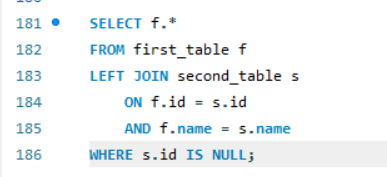 181 SELECT f.*
182 FROM first_table f
183 LEFT JOIN second_table s
184 ON f.id = s.id
185 AND f.name = s.name
186 WHERE s.id IS NULL;